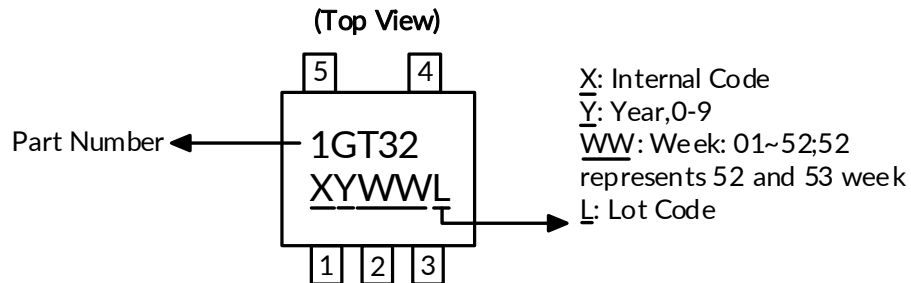 (Top View)
5 4
Part Number
1GT32
XYWWL
1 2 3
X: Internal Code
Y: Year,0-9
WW: Week: 01~52;52
represents 52 and 53 week
L: Lot Code